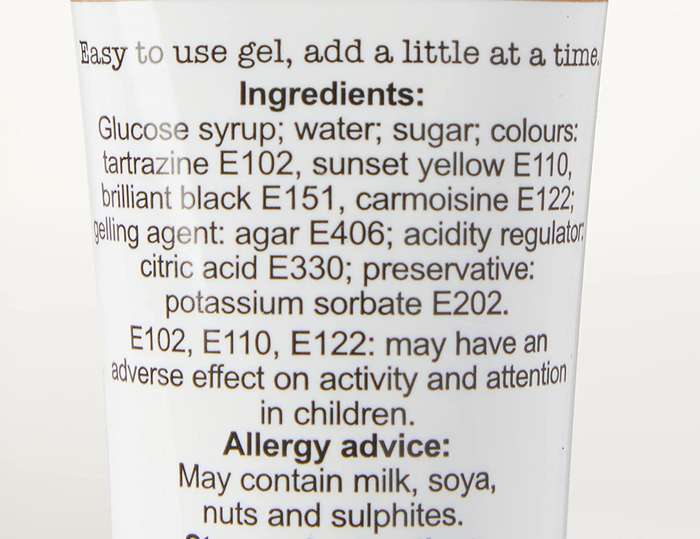 Easy to use gel, add a little at a time.
Ingredients:
Glucose syrup; water; sugar; colours:
tartrazine E102, sunset yellow E110,
brilliant black E151, carmoisine E122;
gelling agent: agar E406; acidity regulator:
citric acid E330; preservative:
potassium sorbate E202.
E102, E110, E122: may have an
adverse effect on activity and attention
in children.
Allergy advice:
May contain milk, soya,
nuts and sulphites.